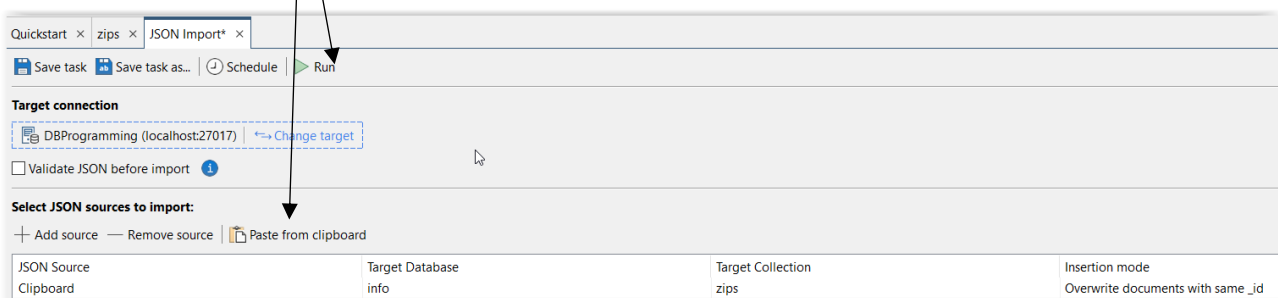 Quickstart × zips × JSON Import* ×
Save task ab Save task as... Schedule Run
Target connection
DBProgramming (localhost:27017) Change target
Validate JSON before import i
Select JSON sources to import:
Add source Remove source Paste from clipboard
JSON Source Target Database Target Collection Insertion mode
Clipboard info zips Overwrite documents with same _id